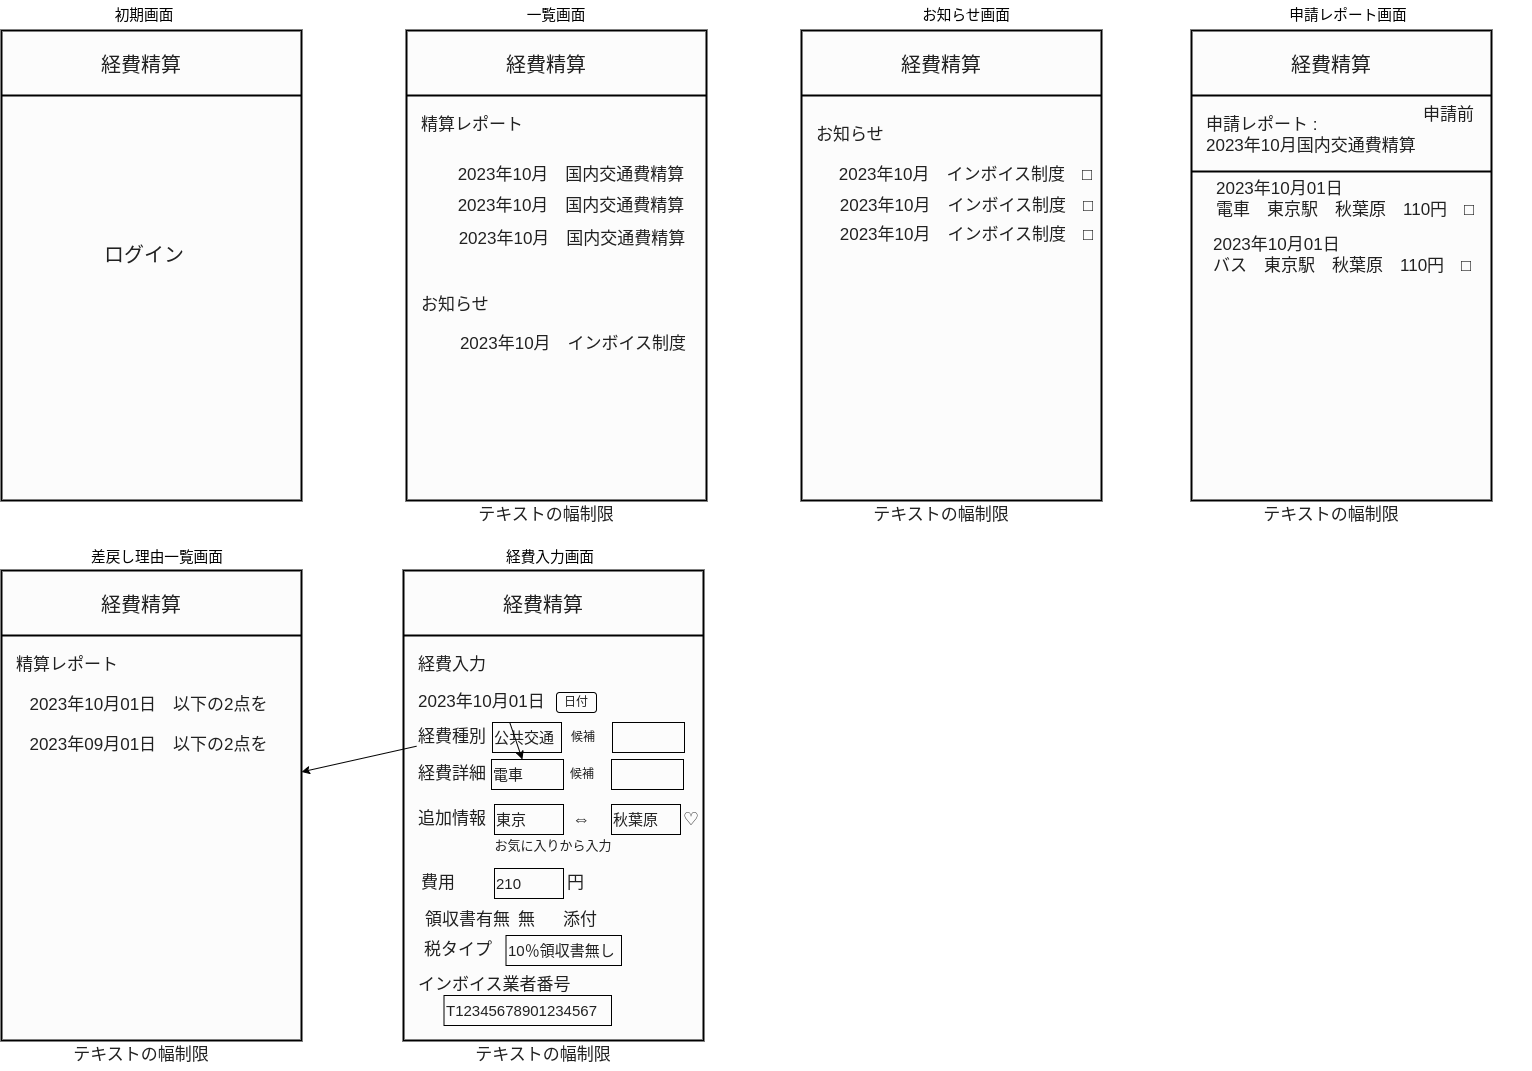 初期画面
経費精算
ログイン
一覧画面
経費精算
精算レポート
2023年10月　国内交通費精算
2023年10月　国内交通費精算
2023年10月　国内交通費精算
お知らせ
2023年10月　インボイス制度
テキストの幅制限
お知らせ画面
経費精算
お知らせ
2023年10月　インボイス制度　□
2023年10月　インボイス制度　□
2023年10月　インボイス制度　□
テキストの幅制限
申請レポート画面
経費精算
申請前
申請レポート :
2023年10月国内交通費精算
2023年10月01日
電車　東京駅　秋葉原　110円　□
2023年10月01日
バス　東京駅　秋葉原　110円　□
テキストの幅制限
差戻し理由一覧画面
経費精算
精算レポート
2023年10月01日　以下の2点を
2023年09月01日　以下の2点を
テキストの幅制限
経費入力画面
経費精算
経費入力
2023年10月01日 日付
経費種別 公共交通 候補
経費詳細 電車 候補
追加情報 東京 ⇔ 秋葉原 ♡
お気に入りから入力
費用 210 円
領収書有無 無 添付
税タイプ 10%領収書無し
インボイス業者番号
T12345678901234567
テキストの幅制限